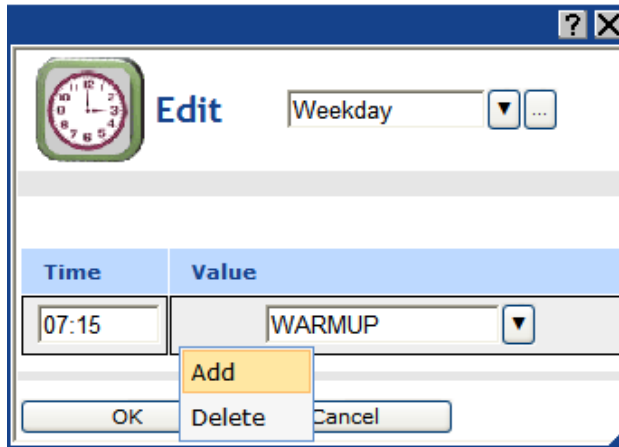 ?
Edit
Weekday
...
Time Value
07:15 WARMUP
Add
Delete
OK Cancel